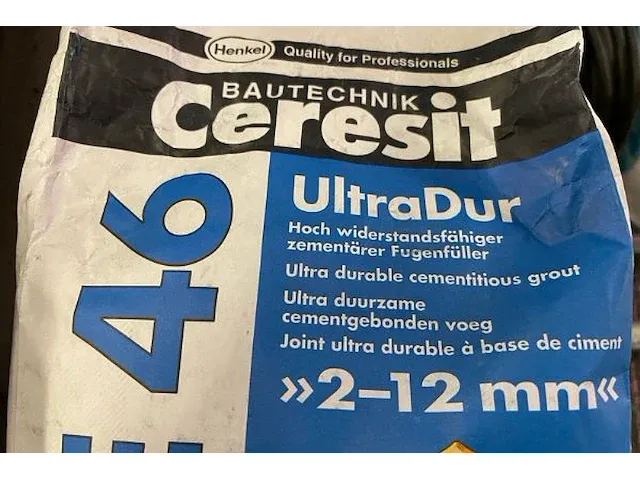 Henkel Quality for Professionals
BAUTECHNIK
Ceresit
UltraDur
Hoch widerstandsfähiger
zementärer Fugenfüller
Ultra durable cementitious grout
Ultra duurzame
cementgebonden voeg
Joint ultra durable à base de ciment
»2–12 mm«
E 46